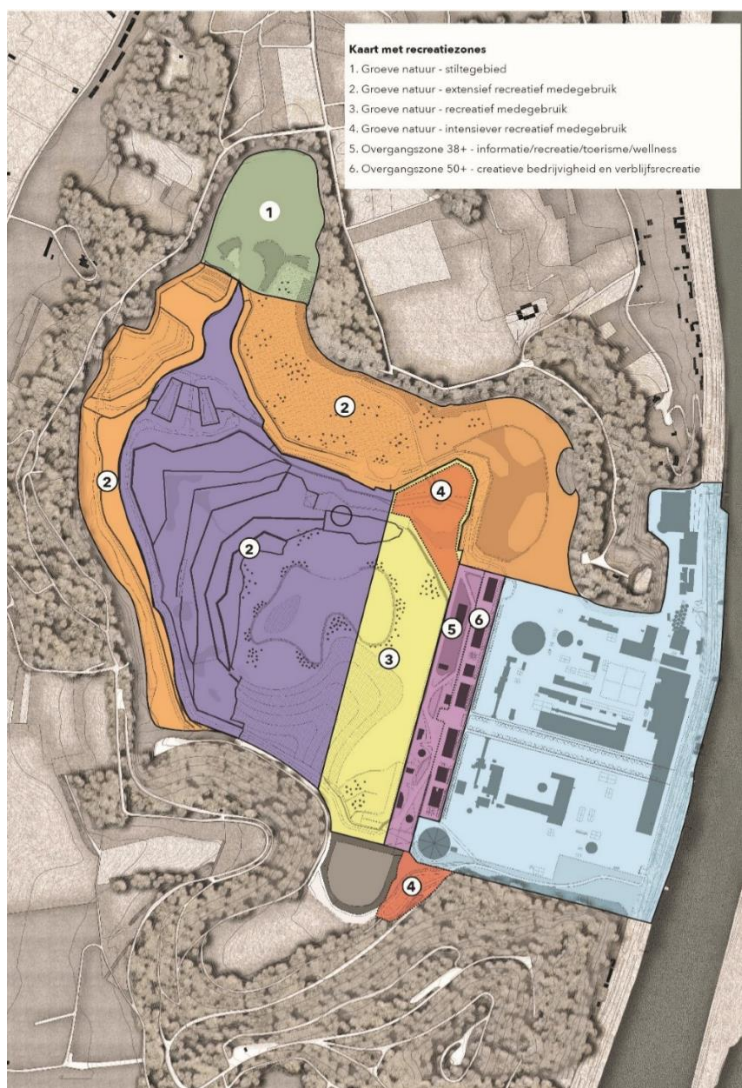 Kaart met recreatiezones
1. Groeve natuur - stiltegebied
2. Groeve natuur - extensief recreatief medegebruik
3. Groeve natuur - recreatief medegebruik
4. Groeve natuur - intensiever recreatief medegebruik
5. Overgangszone 38+ - informatie/recreatie/toerisme/wellness
6. Overgangszone 50+ - creatieve bedrijvigheid en verblijfsrecreatie
1
2
2
4
2
5
6
3
4